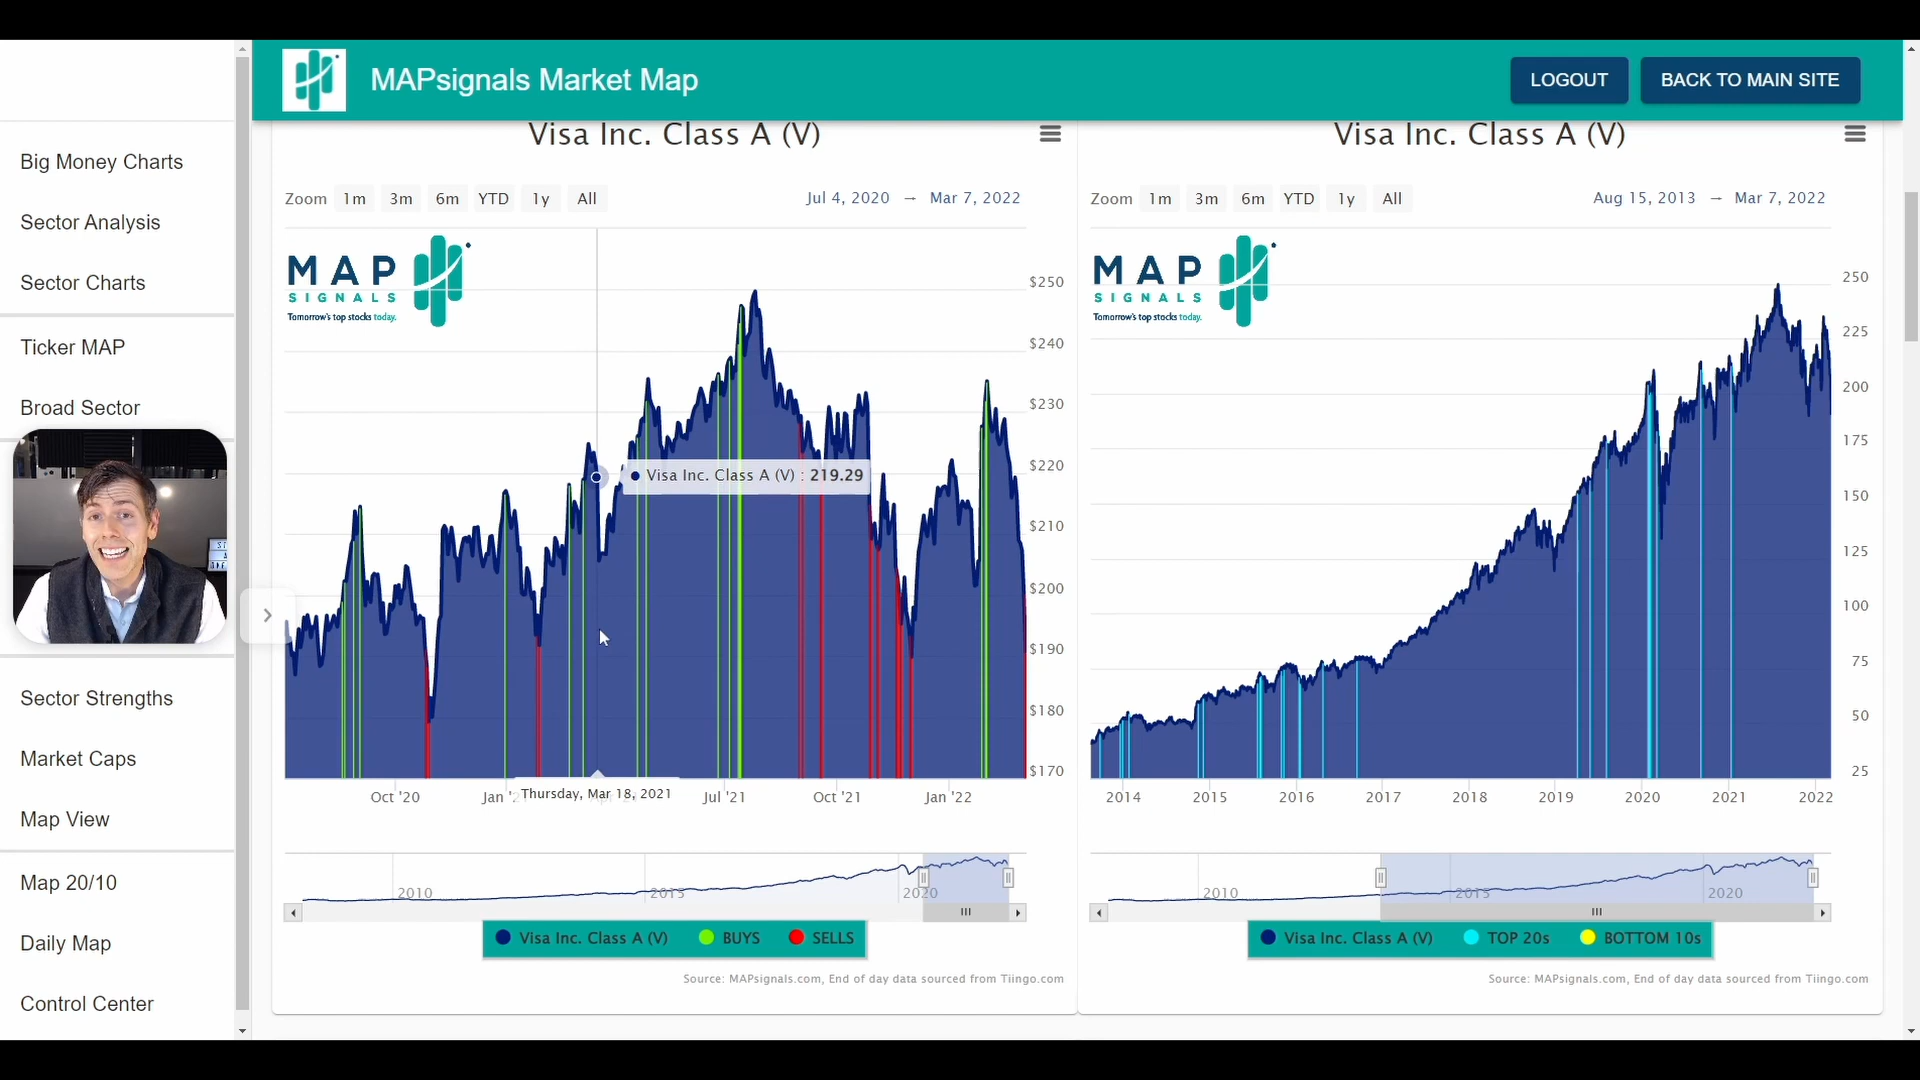 MAPsignals Market Map
LOGOUT
BACK TO MAIN SITE
Big Money Charts
Sector Analysis
Sector Charts
Ticker MAP
Broad Sector
Sector Strengths
Market Caps
Map View
Map 20/10
Daily Map
Control Center
Visa Inc. Class A (V)
Zoom 1m 3m 6m YTD 1y All
Jul 4, 2020 → Mar 7, 2022
MAP
SIGNALS
Tomorrow's top stocks today.
$250
$240
$230
$220
$210
$200
$190
$180
$170
Visa Inc. Class A (V) : 219.29
Oct '20 Jan '2 Thursday, Mar 18, 2021 Jul '21 Oct '21 Jan '22
2010 2015 2020
Visa Inc. Class A (V) BUYS SELLS
Source: MAPsignals.com, End of day data sourced from Tiingo.com
Visa Inc. Class A (V)
Zoom 1m 3m 6m YTD 1y All
Aug 15, 2013 → Mar 7, 2022
MAP
SIGNALS
Tomorrow's top stocks today.
250
225
200
175
150
125
100
75
50
25
2014 2015 2016 2017 2018 2019 2020 2021 2022
2010 2015 2020
Visa Inc. Class A (V) TOP 20s BOTTOM 10s
Source: MAPsignals.com, End of day data sourced from Tiingo.com